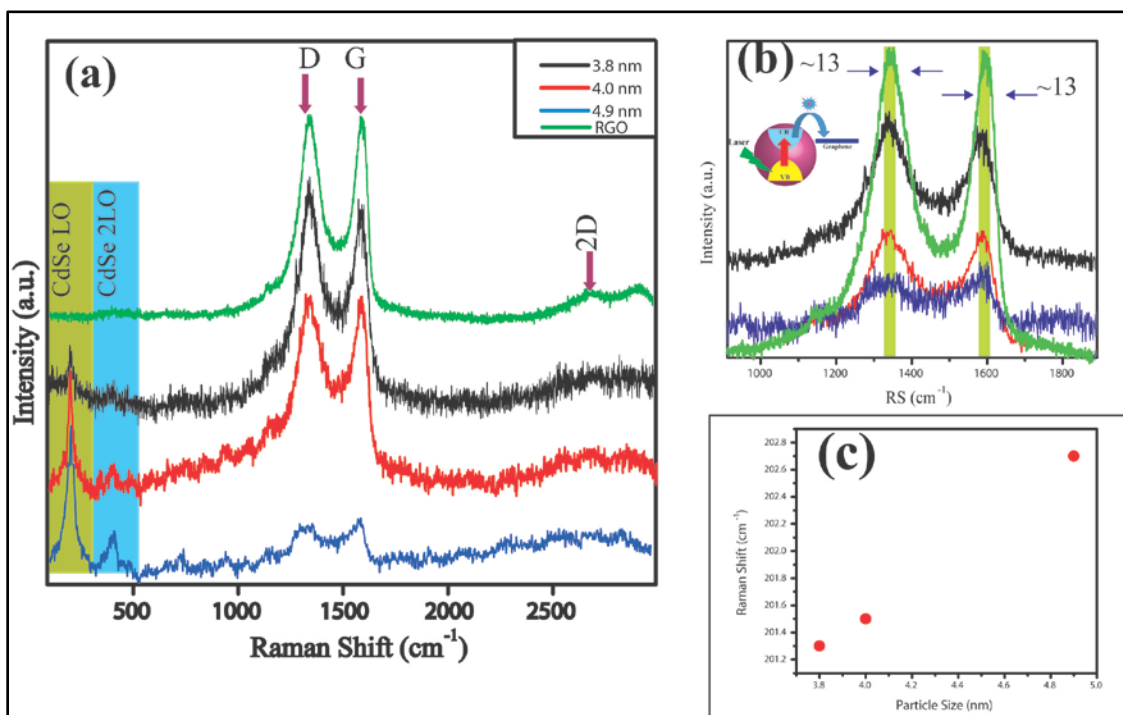 (a)
D
G
3.8 nm
4.0 nm
4.9 nm
RGO
CdSe LO
CdSe 2LO
2D
Intensity (a.u.)
500
1000
1500
2000
2500
Raman Shift (cm⁻¹)
(b)
~13
~13
Laser
CB
VB
Graphene
Intensity (a.u.)
1000
1200
1400
1600
1800
RS (cm⁻¹)
(c)
202.8
202.6
202.4
202.2
202.0
201.8
201.6
201.4
201.2
Raman Shift (cm⁻¹)
3.8
4.0
4.2
4.4
4.6
4.8
5.0
Particle Size (nm)